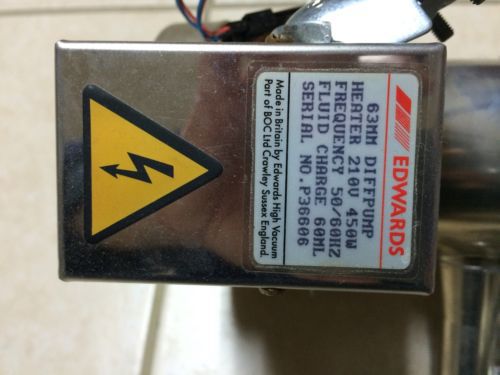 EDWARDS
63MM DIFFPUMP
HEATER 210V 450W
FREQUENCY 50/60HZ
FLUID CHARGE 60ML
SERIAL NO.P36606
Made in Britain by Edwards High Vacuum
Part of BOC Ltd Crawley Sussex England.